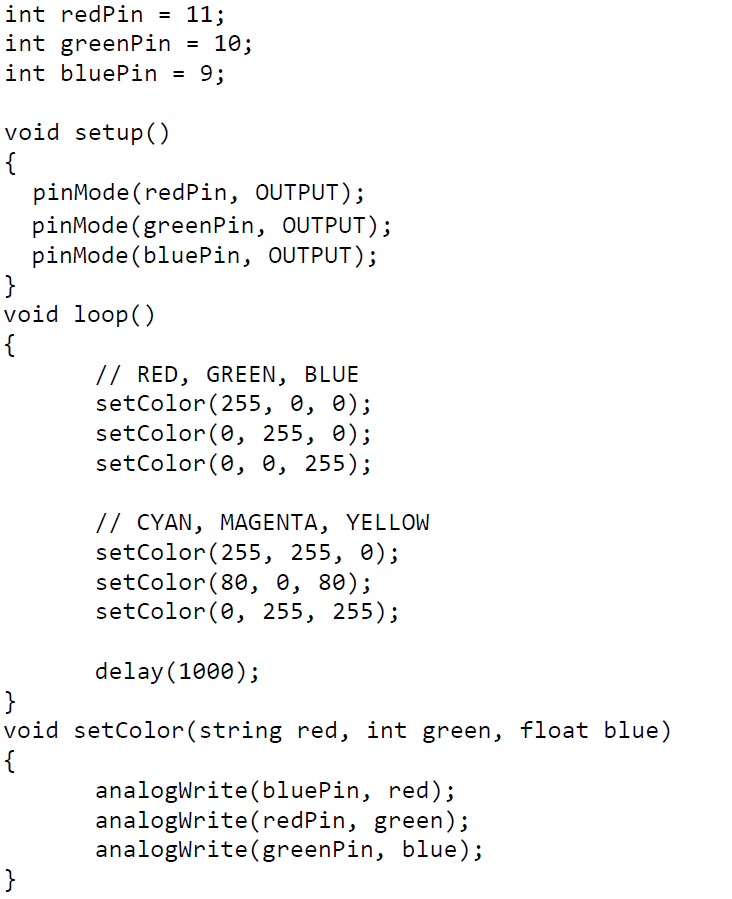 int redPin = 11;
int greenPin = 10;
int bluePin = 9;

void setup()
{
  pinMode(redPin, OUTPUT);
  pinMode(greenPin, OUTPUT);
  pinMode(bluePin, OUTPUT);
}
void loop()
{
      // RED, GREEN, BLUE
      setColor(255, 0, 0);
      setColor(0, 255, 0);
      setColor(0, 0, 255);

      // CYAN, MAGENTA, YELLOW
      setColor(255, 255, 0);
      setColor(80, 0, 80);
      setColor(0, 255, 255);

      delay(1000);
}
void setColor(string red, int green, float blue)
{
      analogWrite(bluePin, red);
      analogWrite(redPin, green);
      analogWrite(greenPin, blue);
}